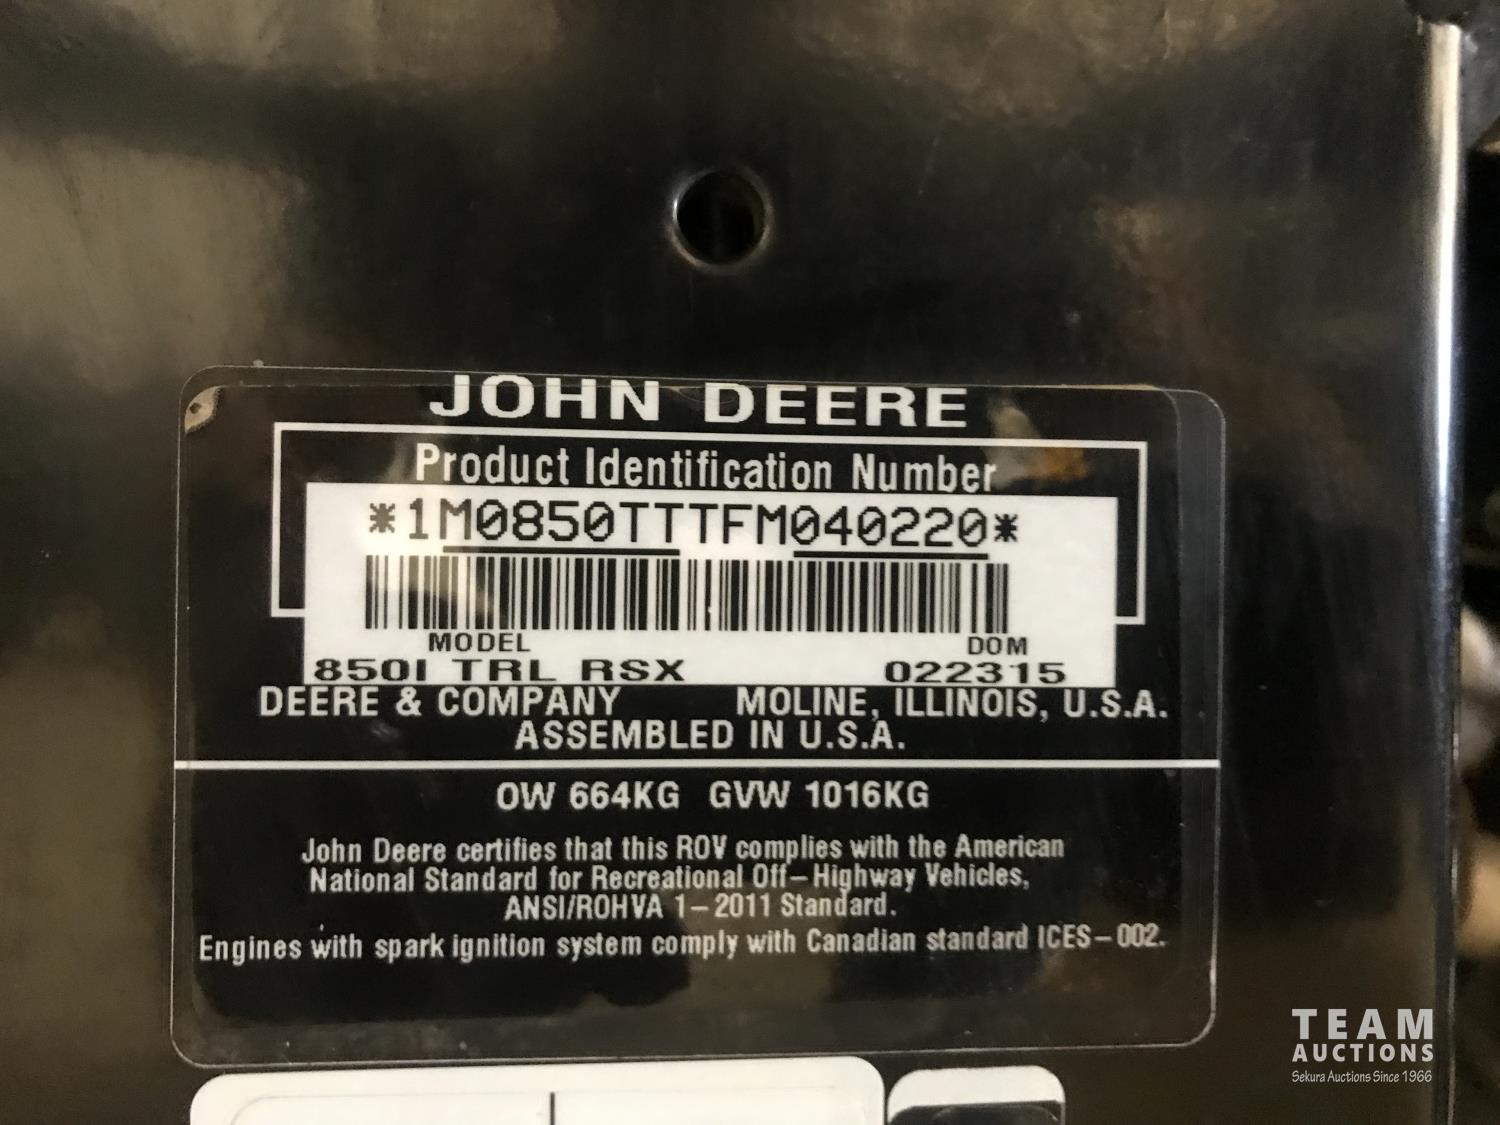 JOHN DEERE
Product Identification Number
*1M0850TTTFM040220*
MODEL DOM
850I TRL RSX 022315
DEERE & COMPANY MOLINE, ILLINOIS, U.S.A.
ASSEMBLED IN U.S.A.
OW 664KG GVW 1016KG
John Deere certifies that this ROV complies with the American
National Standard for Recreational Off-Highway Vehicles,
ANSI/ROHVA 1-2011 Standard.
Engines with spark ignition system comply with Canadian standard ICES-002.
TEAM
AUCTIONS
Sekura Auctions Since 1966